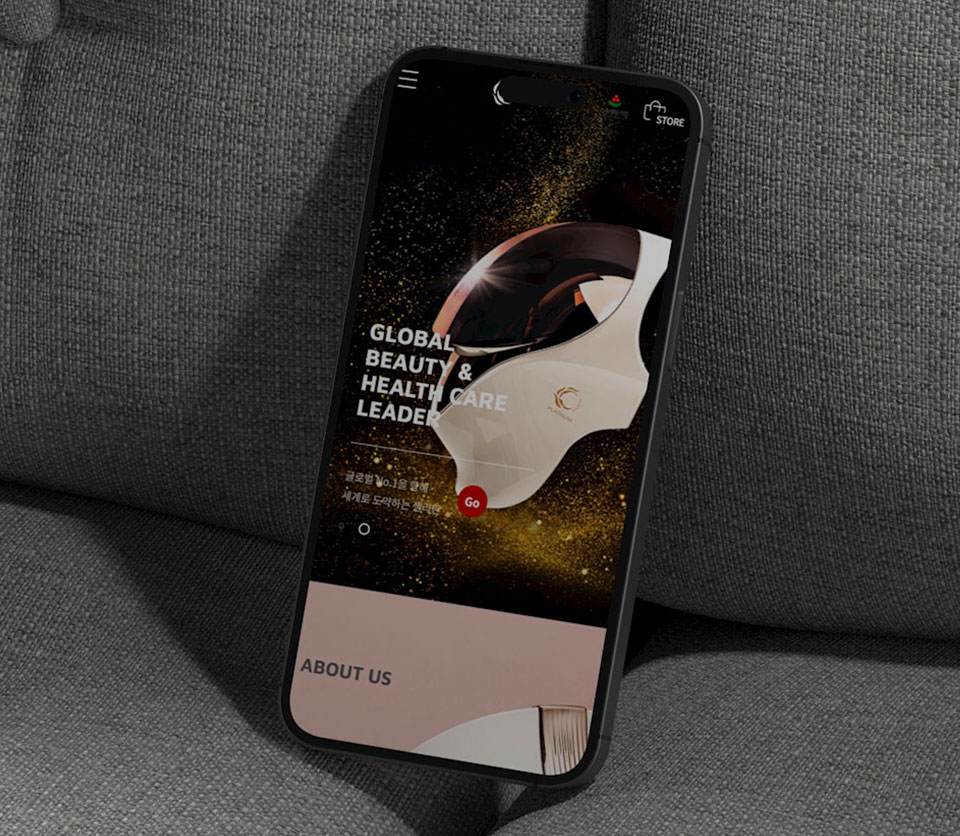 STORE
GLOBAL
BEAUTY &
HEALTH CARE
LEADER
글로벌 No.1을 향해
세계로 도약하는 셀리턴
Go
PLATINUM
ABOUT US